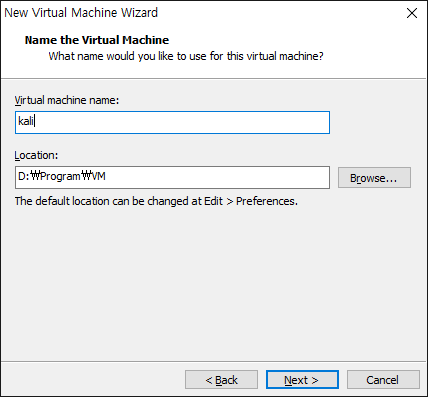 New Virtual Machine Wizard
Name the Virtual Machine
What name would you like to use for this virtual machine?
Virtual machine name:
kali
Location:
D:₩Program₩VM
Browse...
The default location can be changed at Edit > Preferences.
< Back
Next >
Cancel